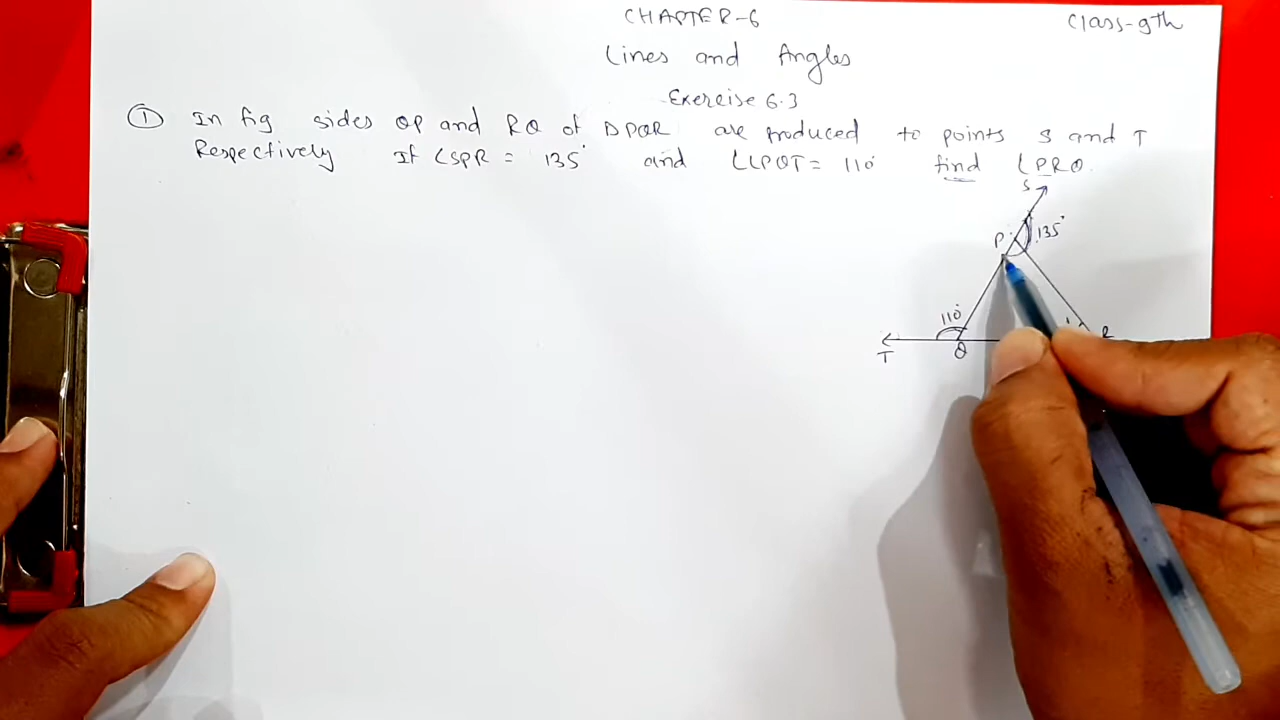 CHAPTER-6
Class-9th
Lines and Angles
Exercise 6.3
① In fig sides QP and RQ of ΔPQR are produced to points S and T
Respectively If ∠SPR = 135° and ∠LPQT = 110° find ∠PRQ.
S
P
135°
110°
R
T
Q